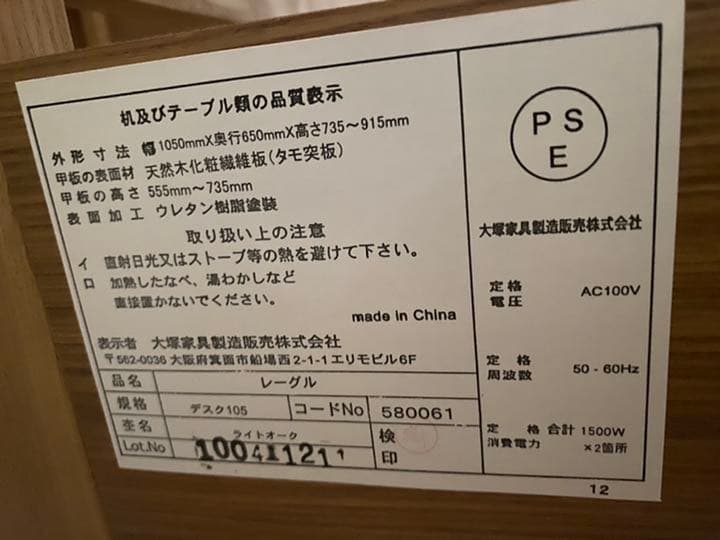 机及びテーブル類の品質表示
外形寸法 幅1050mmX奥行650mmX高さ735～915mm
甲板の表面材 天然木化粧繊維板(タモ突板)
甲板の高さ 555mm～735mm
表面加工 ウレタン樹脂塗装
取り扱い上の注意
イ 直射日光又はストーブ等の熱を避けて下さい。
ロ 加熱したなべ、湯わかしなど
直接置かないでください。
made in China
表示者 大塚家具製造販売株式会社
〒562-0036 大阪府箕面市船場西2-1-1エリモビル6F
品名 レーグル
規格 デスク105 コードNo 580061
塗名 ライトオーク
Lot.No 10041121
検印
PSE
大塚家具製造販売株式会社
定格電圧 AC100V
定格周波数 50-60Hz
定格消費電力 合計1500W
×2箇所
12